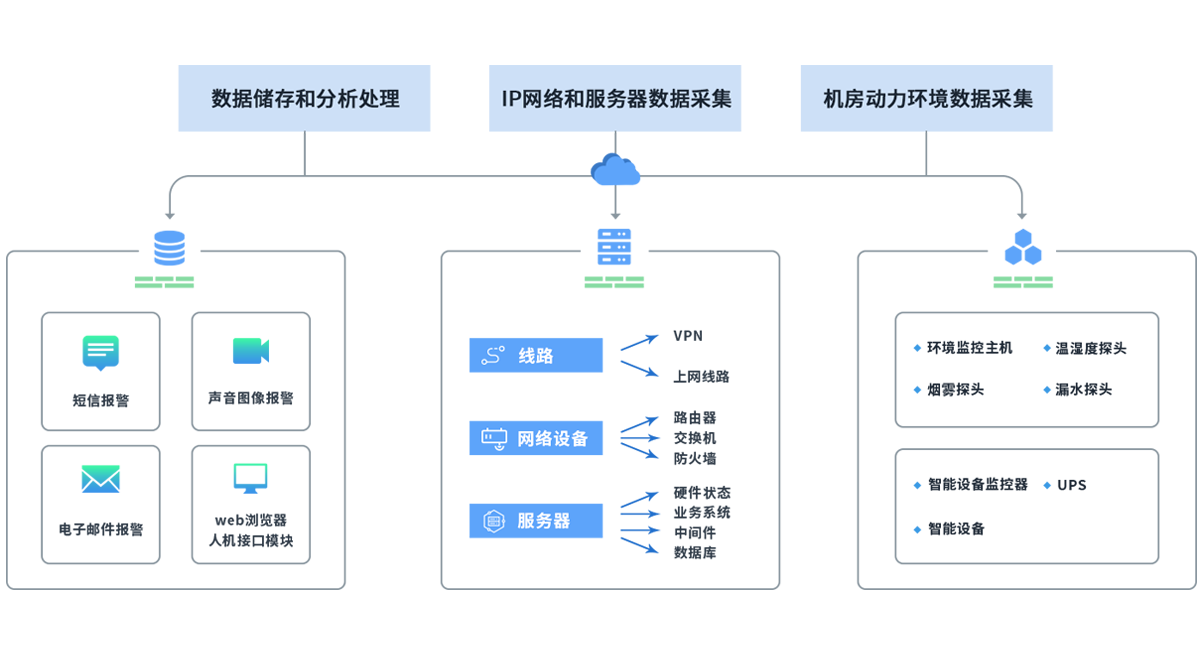 数据储存和分析处理
IP网络和服务器数据采集
机房动力环境数据采集
短信报警
声音图像报警
电子邮件报警
web浏览器
人机接口模块
线路
VPN
上网线路
网络设备
路由器
交换机
防火墙
服务器
硬件状态
业务系统
中间件
数据库
环境监控主机
温湿度探头
烟雾探头
漏水探头
智能设备监控器
UPS
智能设备